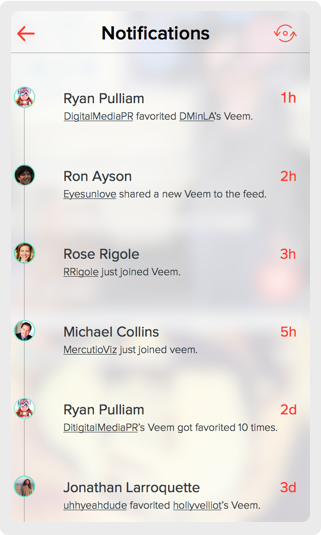 Notifications
Ryan Pulliam 1h
DigitalMediaPR favorited DMinLA's Veem.
Ron Ayson 2h
Eyesunlove shared a new Veem to the feed.
Rose Rigole 3h
RRigole just joined Veem.
Michael Collins 5h
MercutioViz just joined veem.
Ryan Pulliam 2d
DitigitalMediaPR's Veem got favorited 10 times.
Jonathan Larroquette 3d
uhhyeahdude favorited hollyvelliot's Veem.